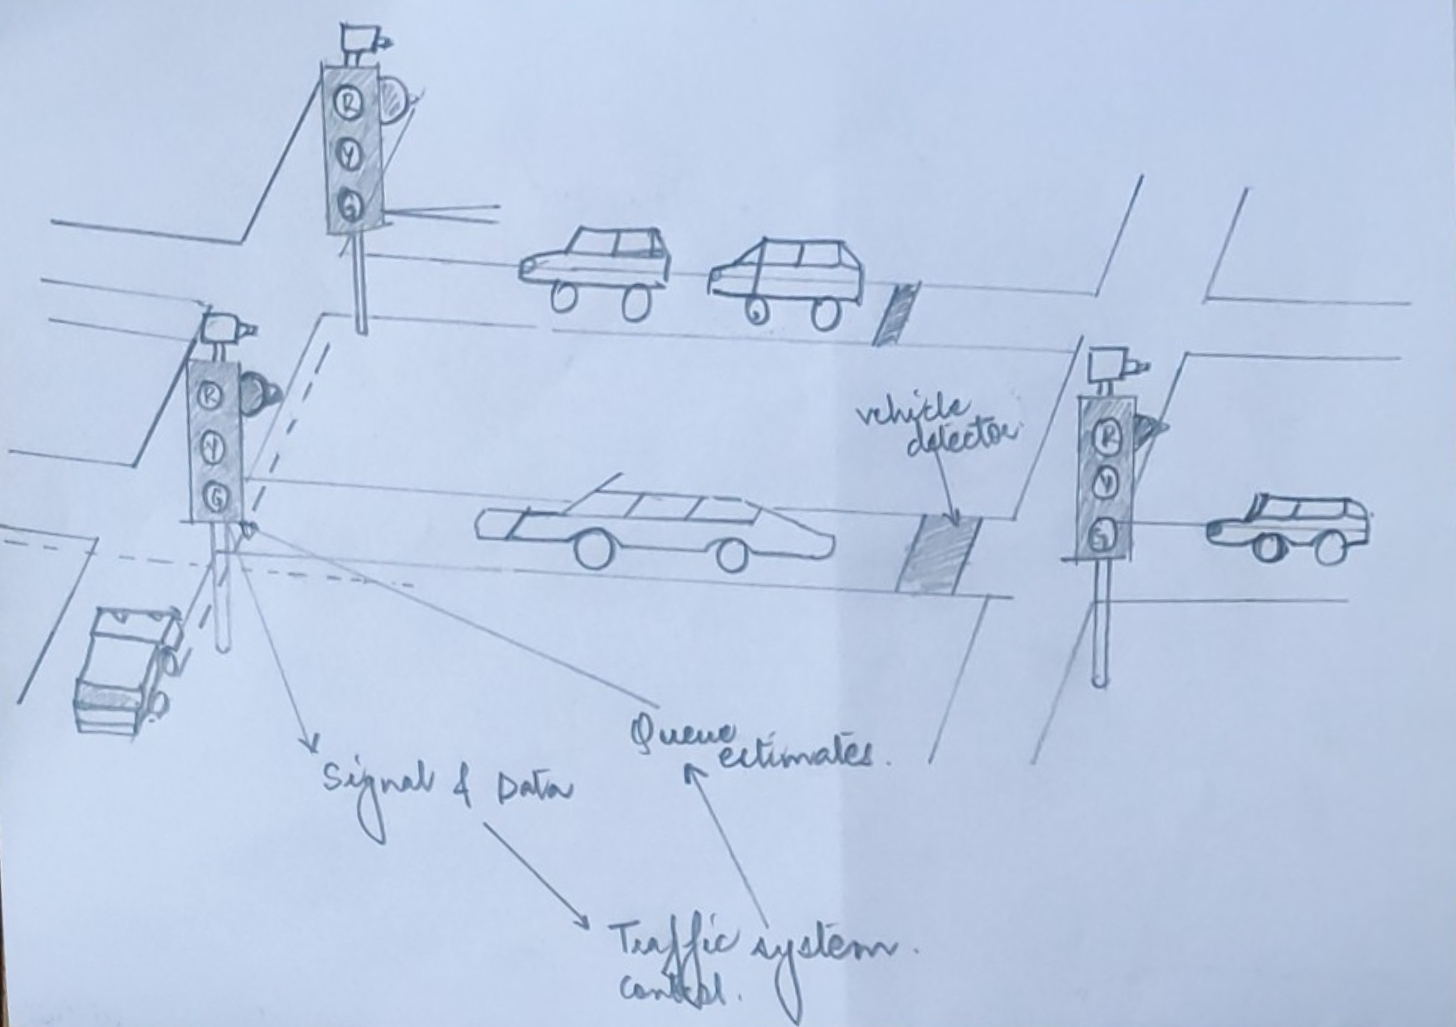 R
Y
G
R
Y
G
R
Y
G
vehicle
detector
Queue
estimates.
Signal & Data
Traffic system.
control.